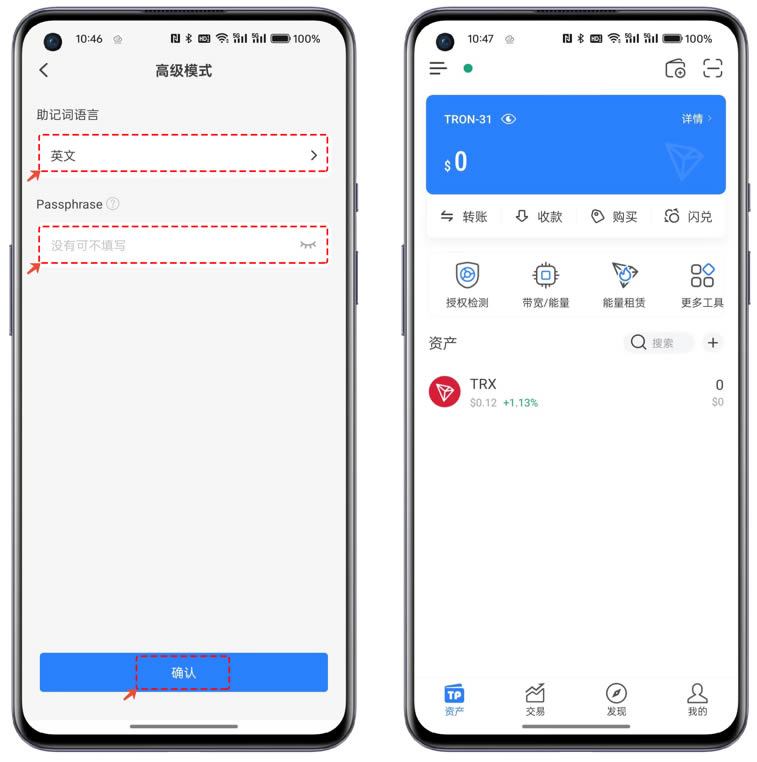 10:46
100%
高级模式
助记词语言
英文
Passphrase
没有可不填写
确认
10:47
100%
TRON-31
详情
$0
转账 收款 购买 闪兑
授权检测 带宽/能量 能量租赁 更多工具
资产 搜索
TRX 0
$0.12 +1.13% $0
TP
资产 交易 发现 我的